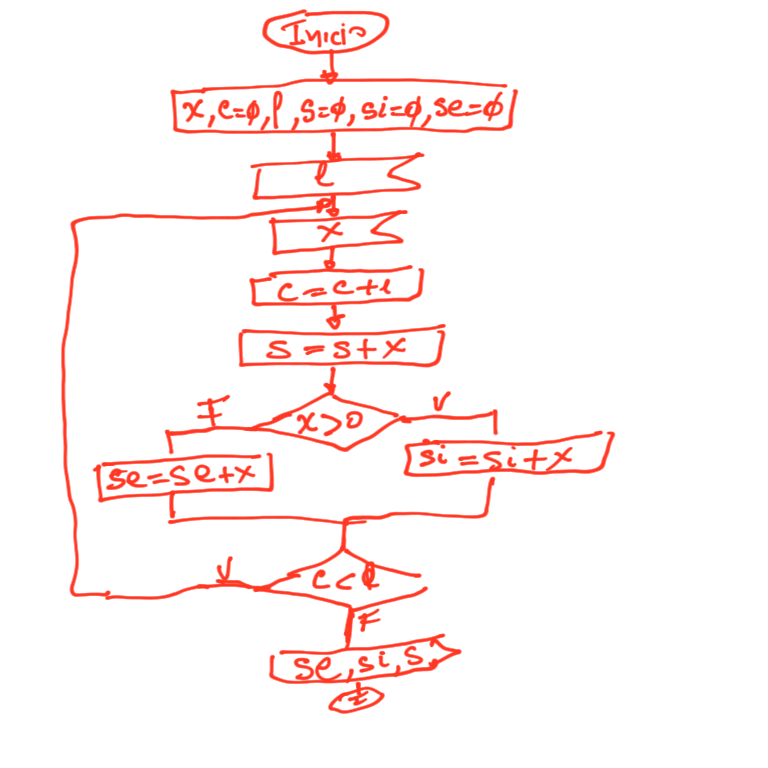 Inicio
x, c=ϕ, l, s=ϕ, si=ϕ, se=ϕ
l
x
c = c+1
s = s+x
F
x>0
V
se=se+x
si=si+x
V
c<l
F
se, si, s